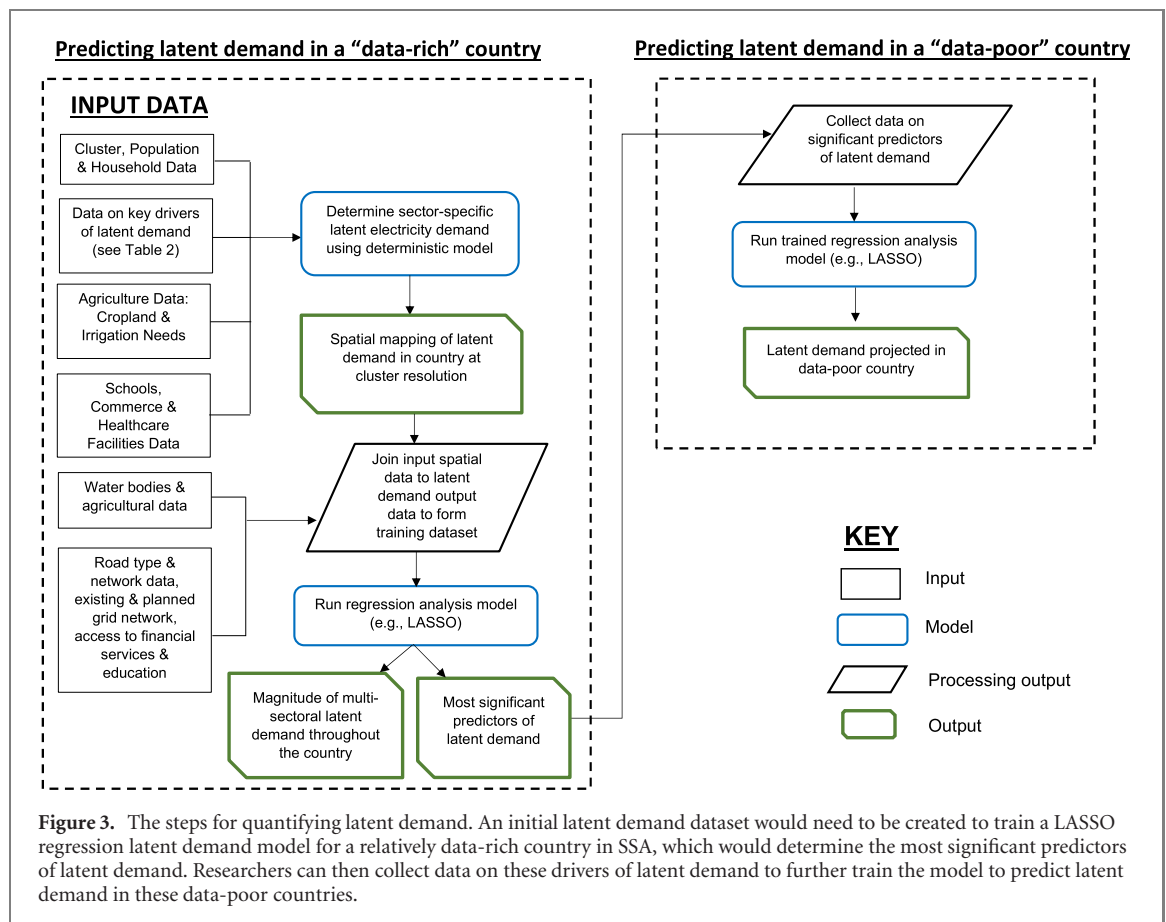 Predicting latent demand in a “data-rich” country
INPUT DATA
Cluster, Population
& Household Data
Data on key drivers
of latent demand
(see Table 2)
Agriculture Data:
Cropland &
Irrigation Needs
Schools,
Commerce &
Healthcare
Facilities Data
Water bodies &
agricultural data
Road type &
network data,
existing & planned
grid network,
access to financial
services &
education
Determine sector-specific
latent electricity demand
using deterministic model
Spatial mapping of latent
demand in country at
cluster resolution
Join input spatial
data to latent
demand output
data to form
training dataset
Run regression analysis model
(e.g., LASSO)
Magnitude of multi-
sectoral latent
demand throughout
the country
Most significant
predictors of
latent demand
Predicting latent demand in a “data-poor” country
Collect data on
significant predictors
of latent demand
Run trained regression analysis
model (e.g., LASSO)
Latent demand projected in
data-poor country
KEY
Input
Model
Processing output
Output
Figure 3. The steps for quantifying latent demand. An initial latent demand dataset would need to be created to train a LASSO
regression latent demand model for a relatively data-rich country in SSA, which would determine the most significant predictors
of latent demand. Researchers can then collect data on these drivers of latent demand to further train the model to predict latent
demand in these data-poor countries.